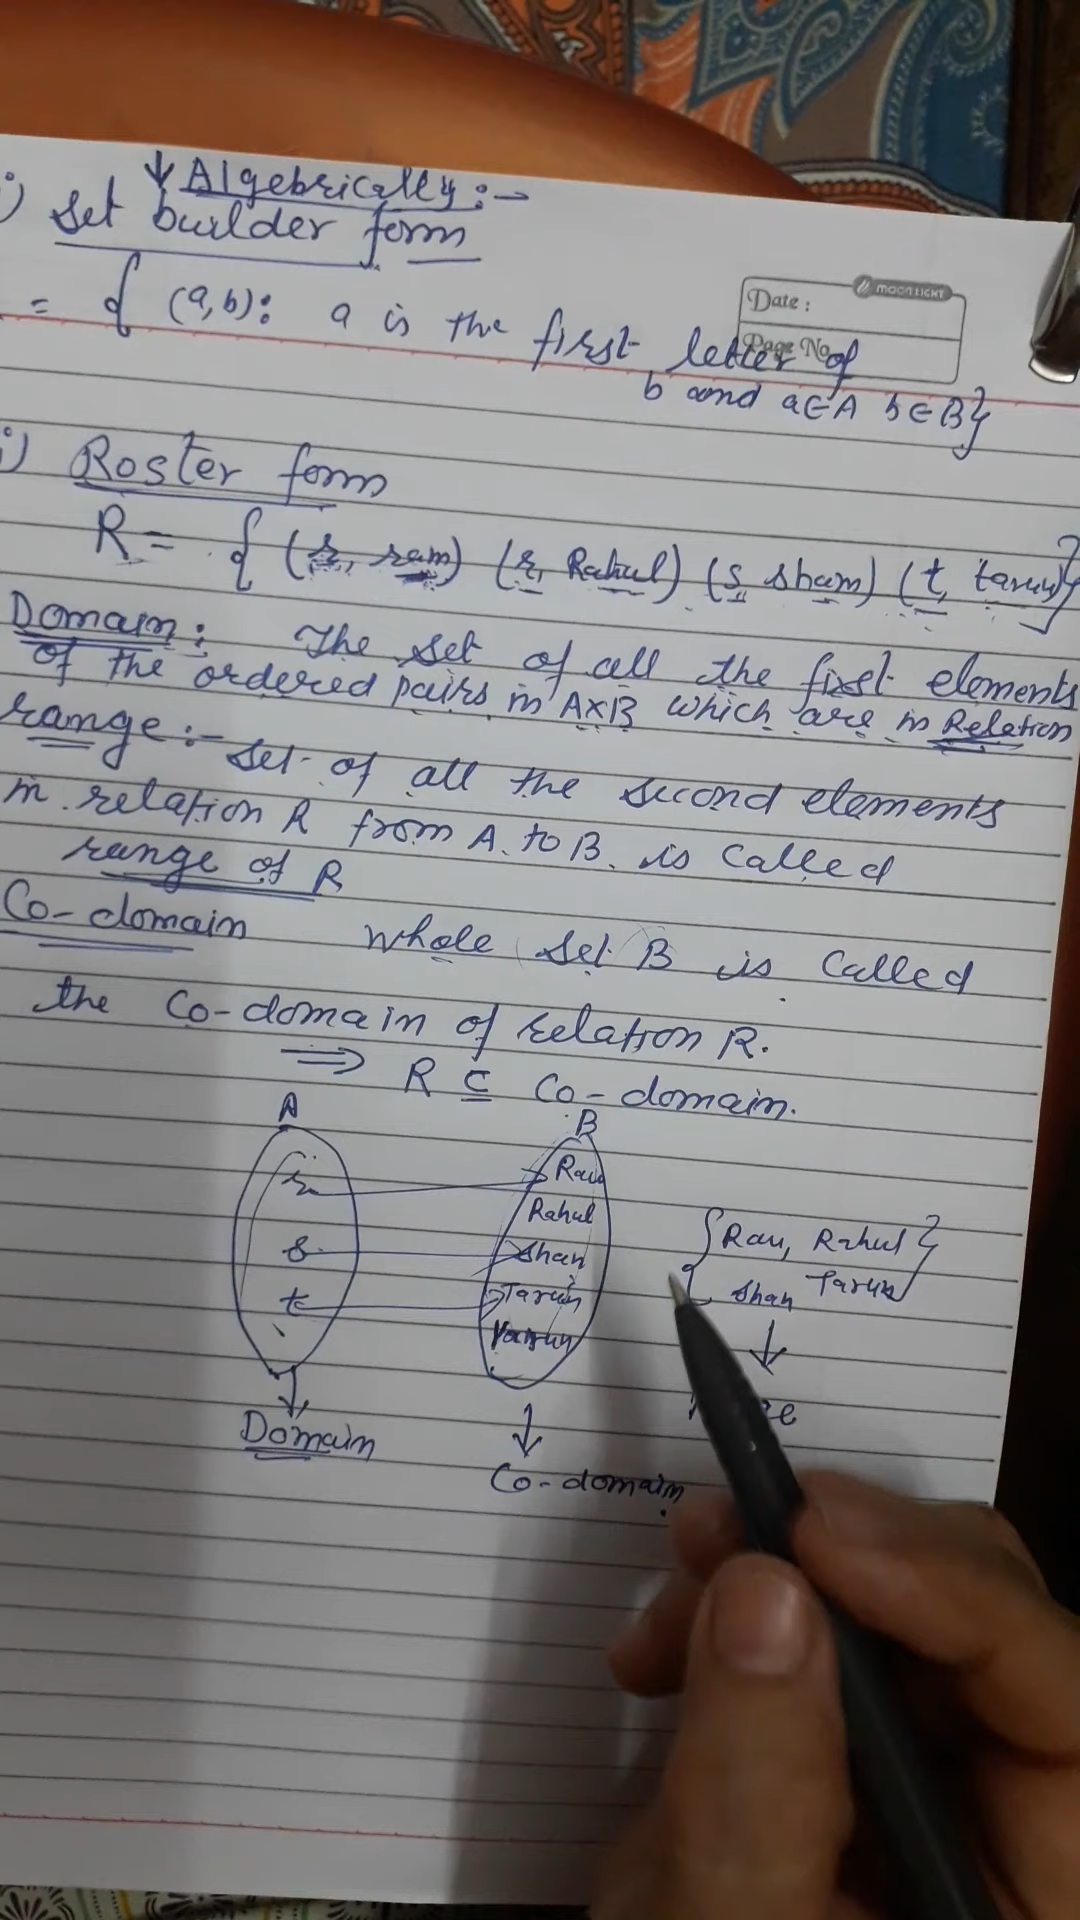 ↓ Algebrically :-
i) Set builder form
= { (a,b): a is the first letter of
b and a∈A b∈B}
MOONLIGHT
Date :
Page No
i) Roster form
R = { (r, ram) (r, Rahul) (s, sham) (t, tarun)}
Domain: The set of all the first elements
of the ordered pairs in A×B which are in Relation
range :- Set of all the second elements
in relation R from A to B is called
range of R
Co-domain whole set B is called
the Co-domain of relation R.
⇒ R ⊆ Co-domain.
A B
r Ram
Rahul
s Shan
t Tarun
Varun
{Ram, Rahul
Shan Tarun}
↓
Domain
Co-domain